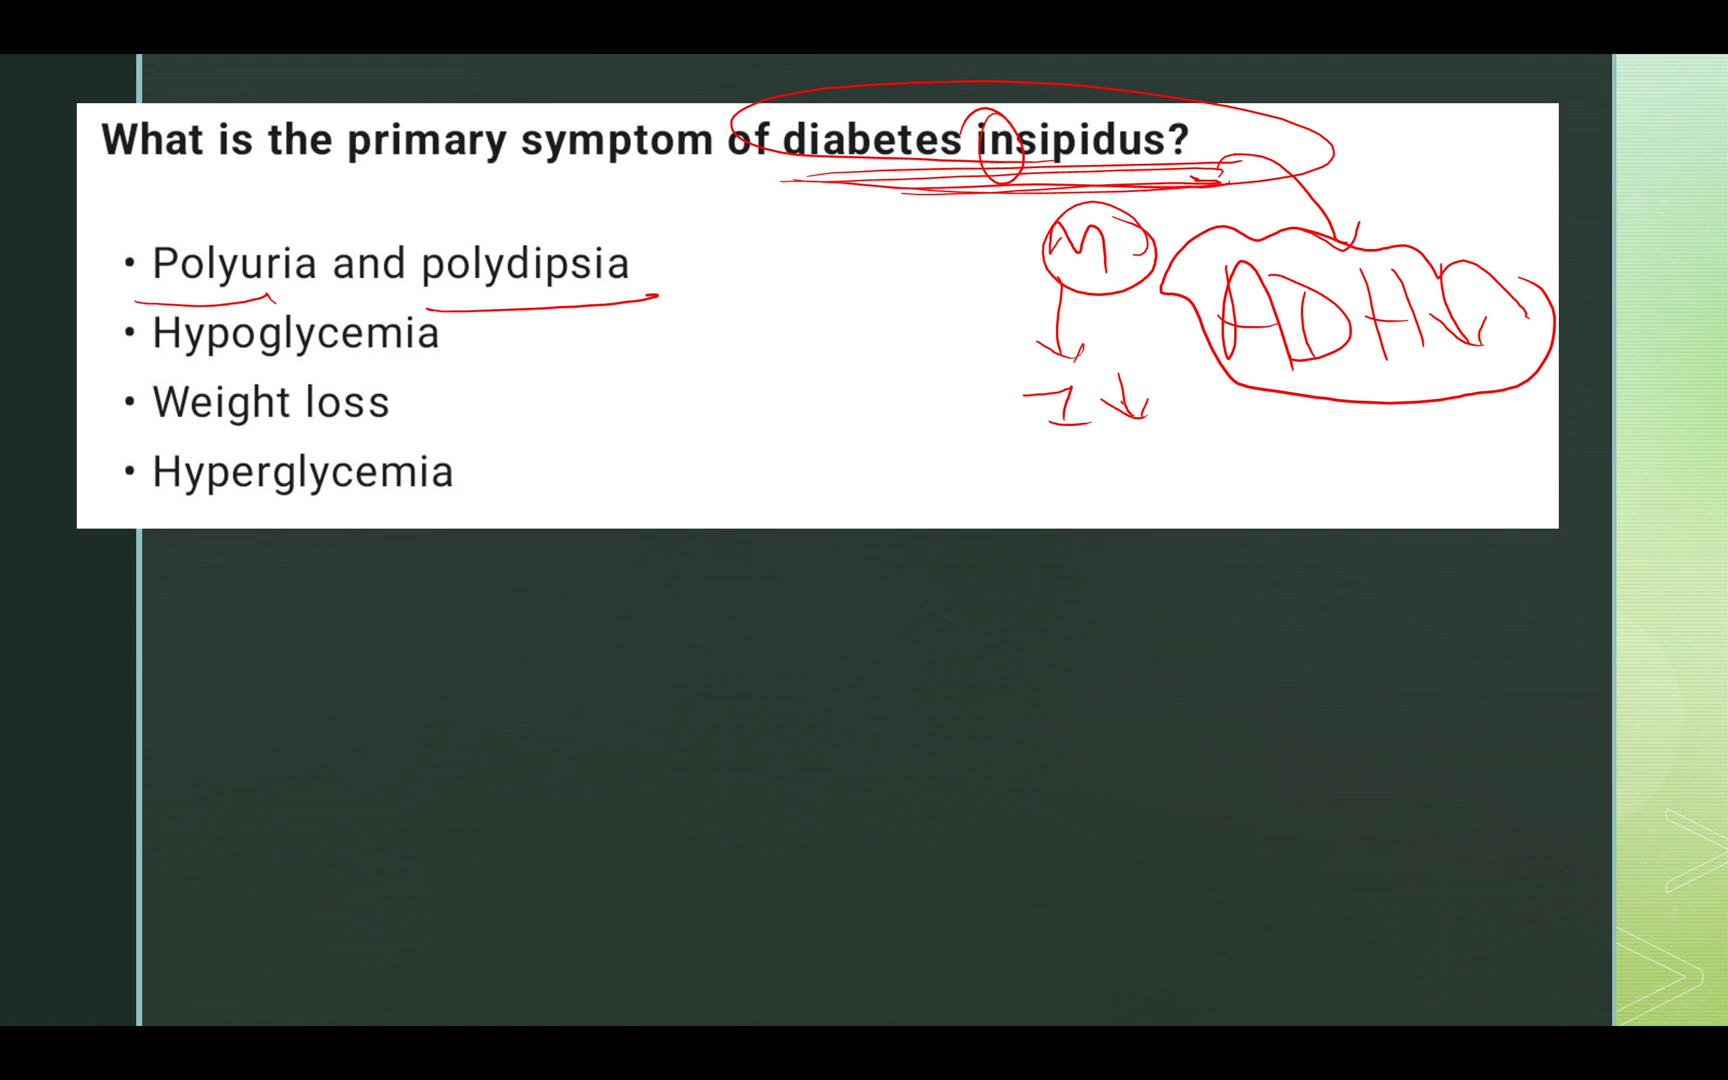 What is the primary symptom of diabetes insipidus?
• Polyuria and polydipsia
• Hypoglycemia
• Weight loss
• Hyperglycemia
M
ADH
I ↓